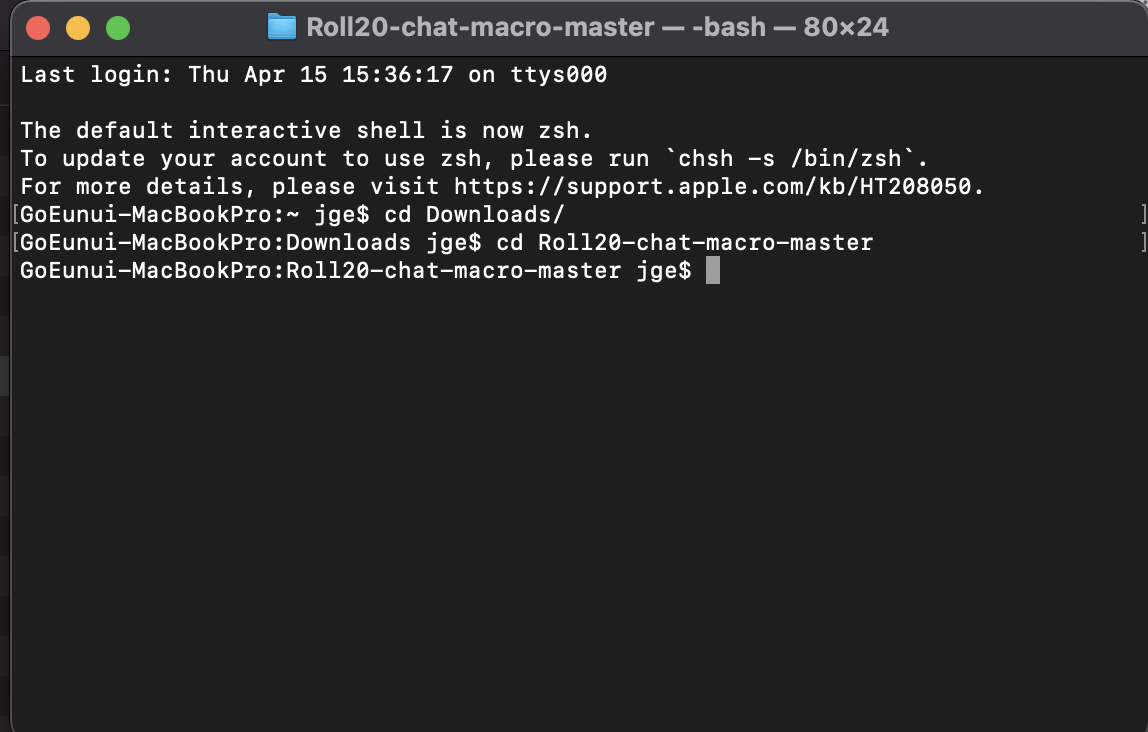 Roll20-chat-macro-master — -bash — 80×24
Last login: Thu Apr 15 15:36:17 on ttys000
The default interactive shell is now zsh.
To update your account to use zsh, please run `chsh -s /bin/zsh`.
For more details, please visit https://support.apple.com/kb/HT208050.
[GoEunui-MacBookPro:~ jge$ cd Downloads/ ]
[GoEunui-MacBookPro:Downloads jge$ cd Roll20-chat-macro-master ]
GoEunui-MacBookPro:Roll20-chat-macro-master jge$